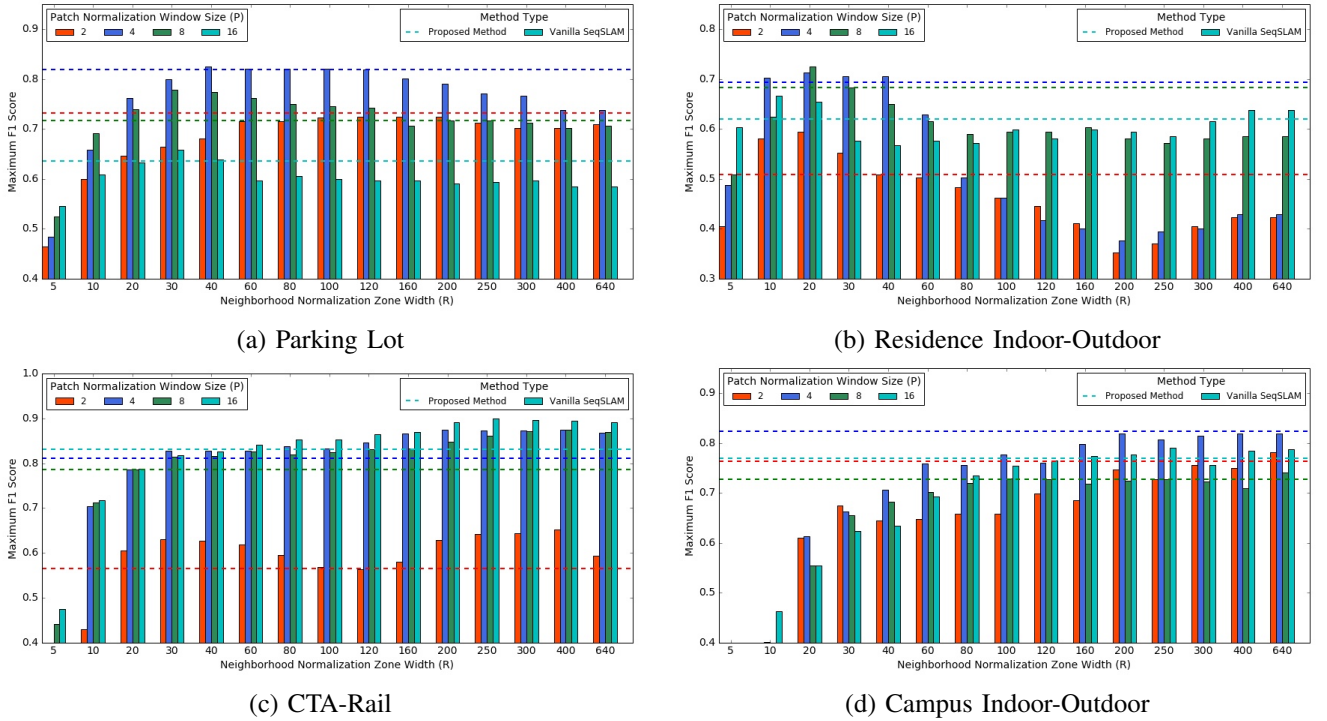 Patch Normalization Window Size (P)
2 4 8 16
Method Type
Proposed Method Vanilla SeqSLAM
Maximum F1 Score
0.9
0.8
0.7
0.6
0.5
0.4
5 10 20 30 40 60 80 100 120 160 200 250 300 400 640
Neighborhood Normalization Zone Width (R)
(a) Parking Lot
Patch Normalization Window Size (P)
2 4 8 16
Method Type
Proposed Method Vanilla SeqSLAM
Maximum F1 Score
0.8
0.7
0.6
0.5
0.4
0.3
5 10 20 30 40 60 80 100 120 160 200 250 300 400 640
Neighborhood Normalization Zone Width (R)
(b) Residence Indoor-Outdoor
Patch Normalization Window Size (P)
2 4 8 16
Method Type
Proposed Method Vanilla SeqSLAM
Maximum F1 Score
1.0
0.9
0.8
0.7
0.6
0.5
0.4
5 10 20 30 40 60 80 100 120 160 200 250 300 400 640
Neighborhood Normalization Zone Width (R)
(c) CTA-Rail
Patch Normalization Window Size (P)
2 4 8 16
Method Type
Proposed Method Vanilla SeqSLAM
Maximum F1 Score
0.9
0.8
0.7
0.6
0.5
0.4
5 10 20 30 40 60 80 100 120 160 200 250 300 400 640
Neighborhood Normalization Zone Width (R)
(d) Campus Indoor-Outdoor